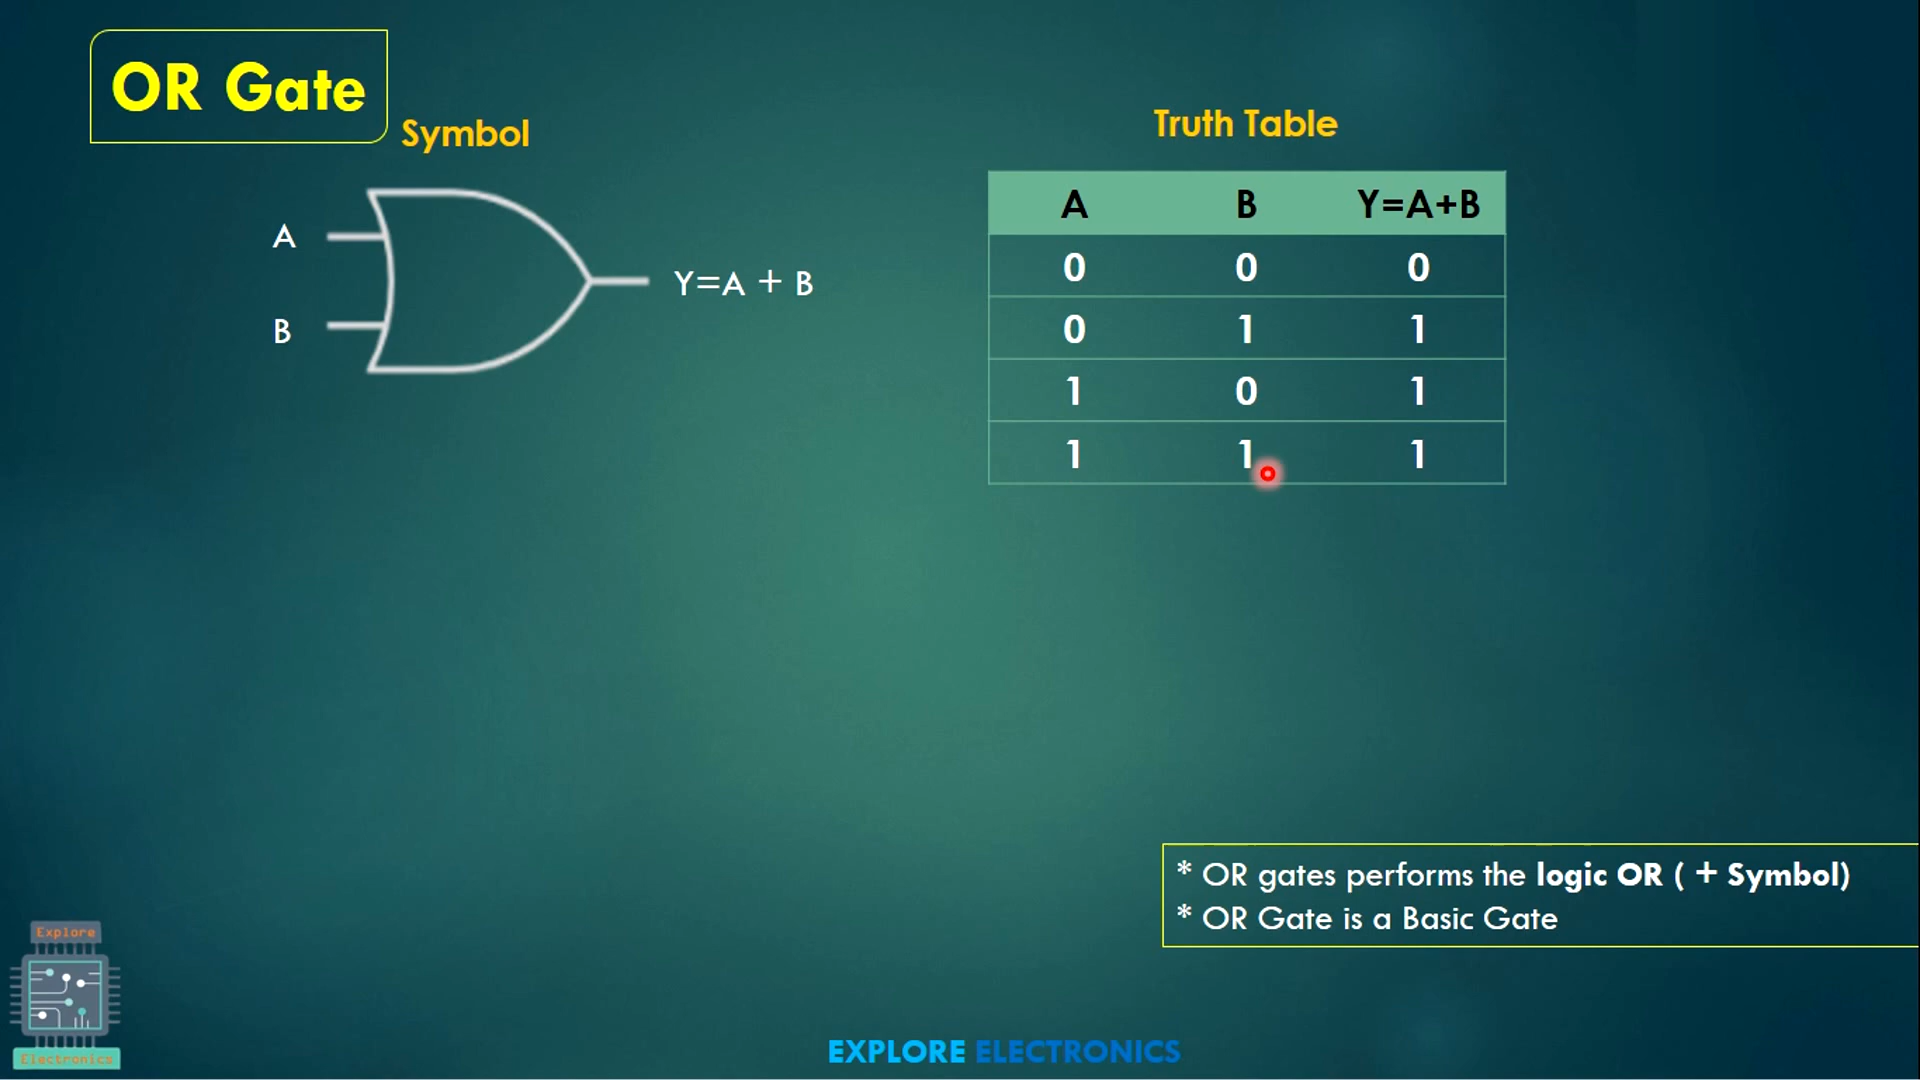 OR Gate
Symbol
A
B
Y=A + B
Truth Table
A B Y=A+B
0 0 0
0 1 1
1 0 1
1 1 1
* OR gates performs the logic OR ( + Symbol)
* OR Gate is a Basic Gate
Explore
Electronics
EXPLORE ELECTRONICS